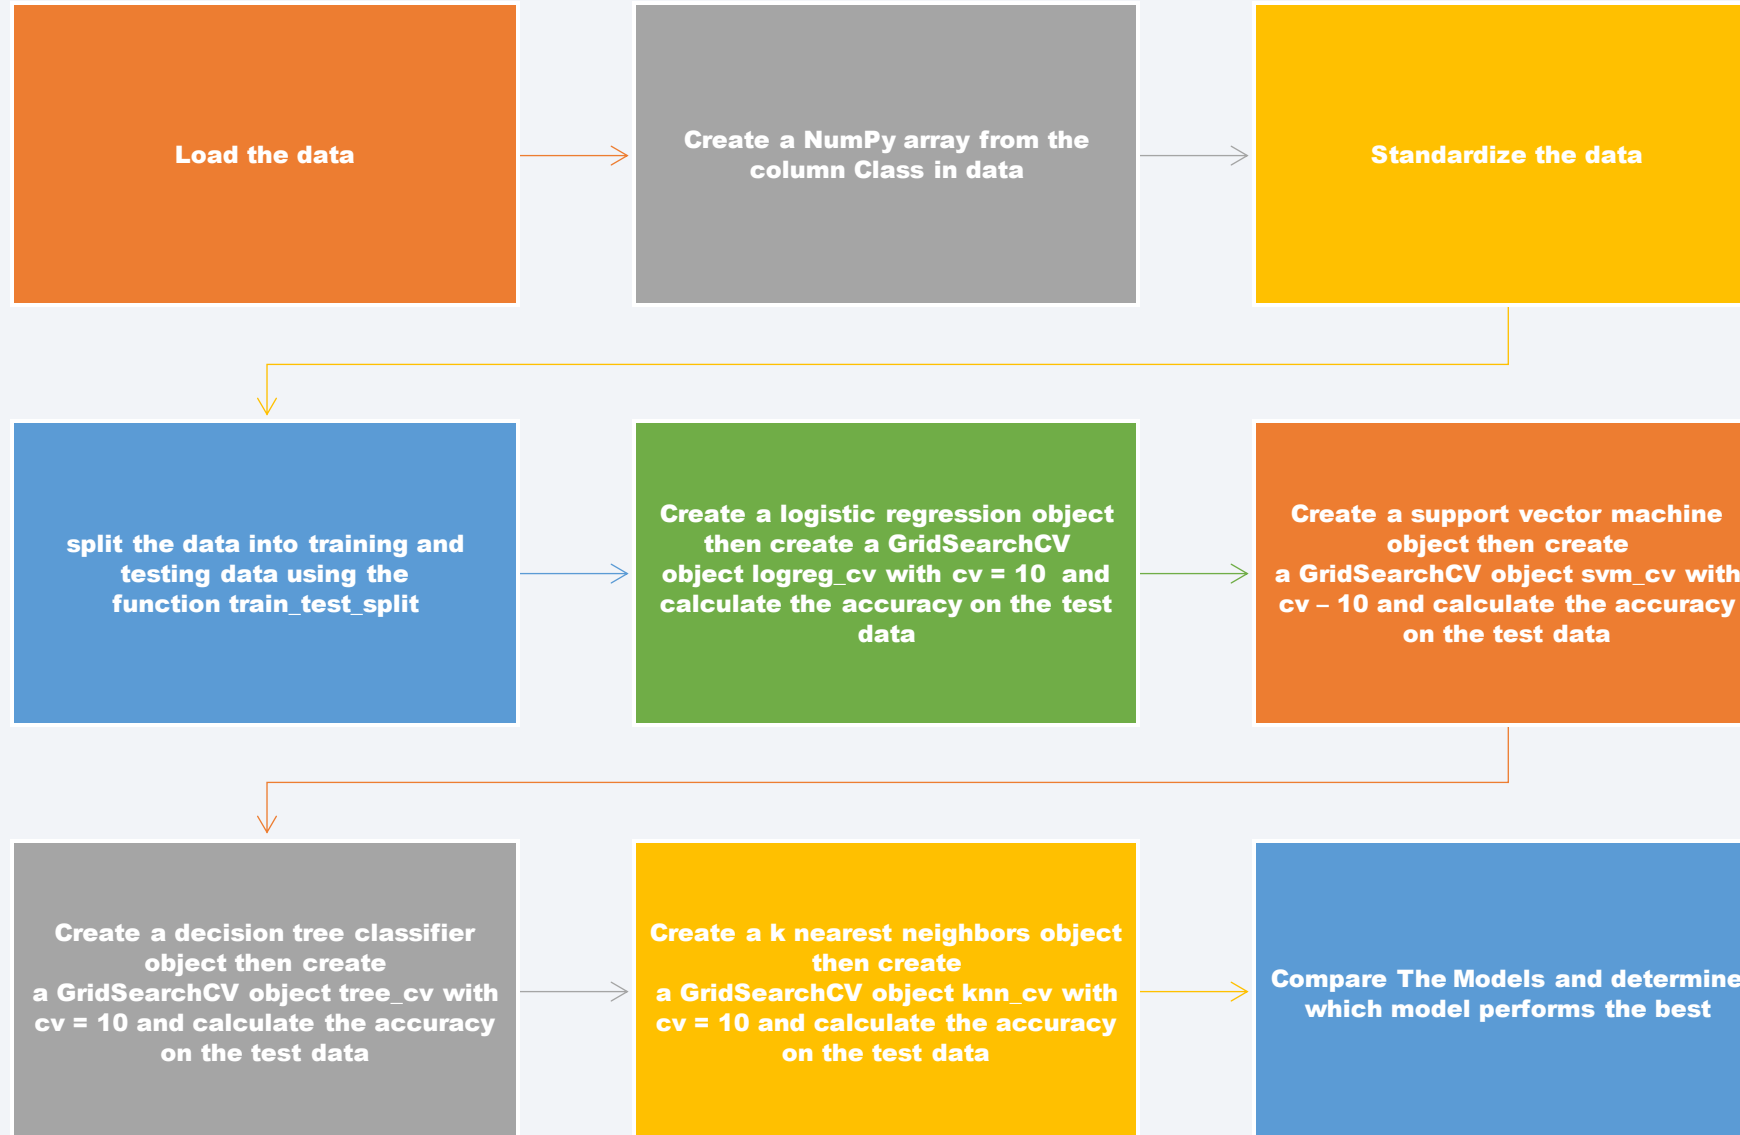 Load the data
Create a NumPy array from the
column Class in data
Standardize the data
split the data into training and
testing data using the
function train_test_split
Create a logistic regression object
then create a GridSearchCV
object logreg_cv with cv = 10 and
calculate the accuracy on the test
data
Create a support vector machine
object then create
a GridSearchCV object svm_cv with
cv – 10 and calculate the accuracy
on the test data
Create a decision tree classifier
object then create
a GridSearchCV object tree_cv with
cv = 10 and calculate the accuracy
on the test data
Create a k nearest neighbors object
then create
a GridSearchCV object knn_cv with
cv = 10 and calculate the accuracy
on the test data
Compare The Models and determine
which model performs the best